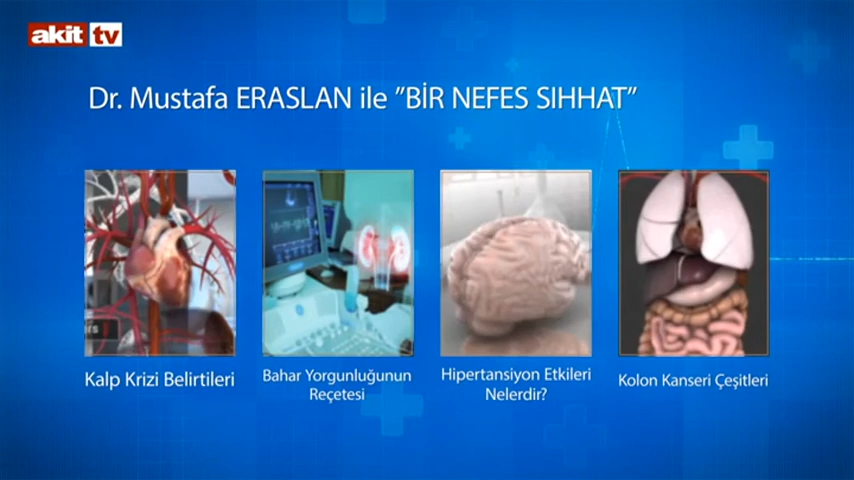 akit tv
Dr. Mustafa ERASLAN ile ”BİR NEFES SIHHAT”
Kalp Krizi Belirtileri
Bahar Yorgunluğunun
Reçetesi
Hipertansiyon Etkileri
Nelerdir?
Kolon Kanseri Çeşitleri